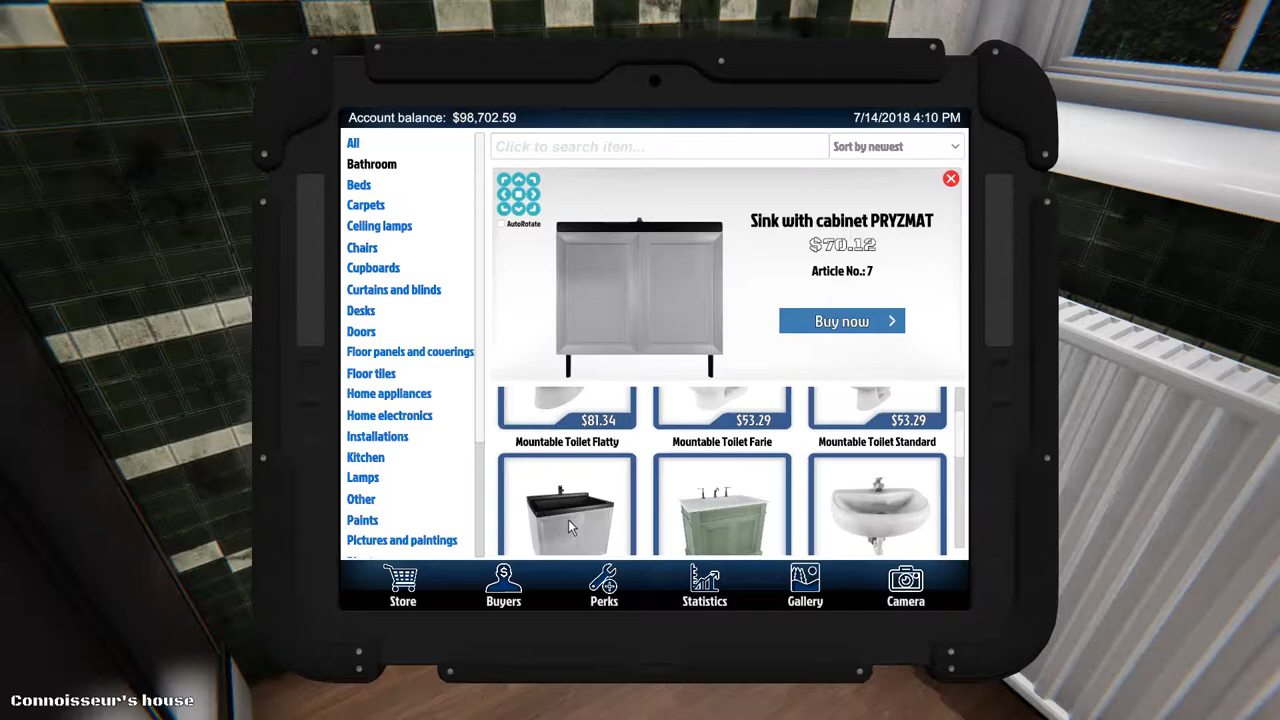 Account balance: $98,702.59
7/14/2018 4:10 PM
All
Bathroom
Beds
Carpets
Ceiling lamps
Chairs
Cupboards
Curtains and blinds
Desks
Doors
Floor panels and coverings
Floor tiles
Home appliances
Home electronics
Installations
Kitchen
Lamps
Other
Paints
Pictures and paintings
Click to search item...
Sort by newest
AutoRotate
Sink with cabinet PRYZMAT
$70.12
Article No.: 7
Buy now
$81.34
$53.29
$53.29
Mountable Toilet Flatty
Mountable Toilet Farie
Mountable Toilet Standard
Store
Buyers
Perks
Statistics
Gallery
Camera
Connoisseur's house